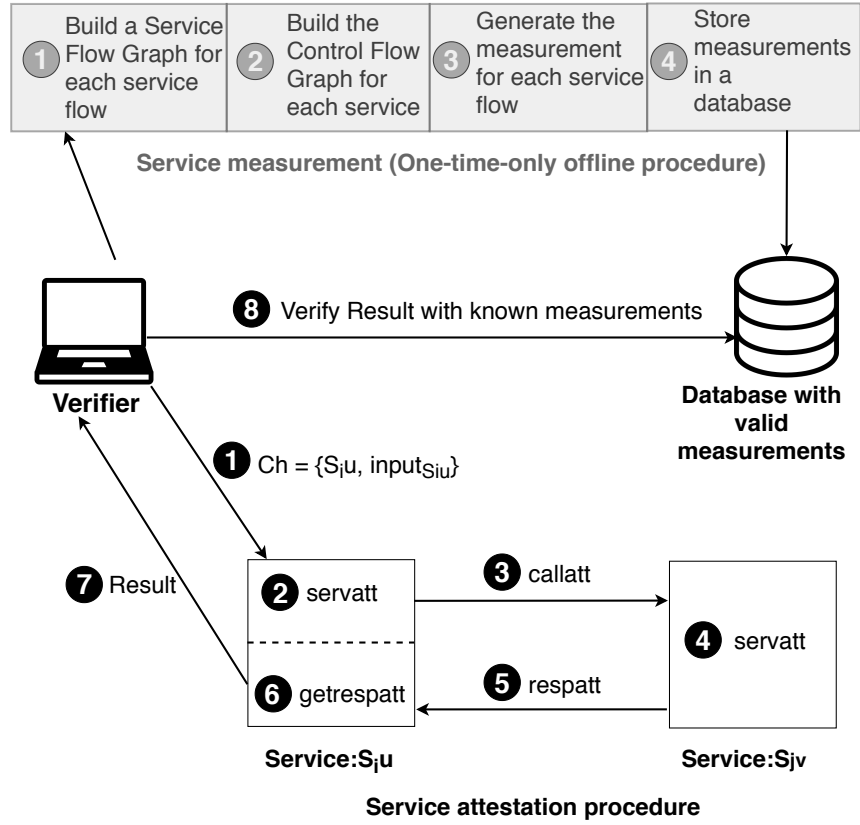 1
Build a Service
Flow Graph for
each service
flow
2
Build the
Control Flow
Graph for
each service
3
Generate the
measurement
for each service
flow
4
Store
measurements
in a
database
Service measurement (One-time-only offline procedure)
8 Verify Result with known measurements
Verifier
Database with
valid
measurements
1 Ch = {Siu, inputSiu}
7 Result
2 servatt
3 callatt
4 servatt
5 respatt
6 getrespatt
Service:Siu
Service:Sjv
Service attestation procedure